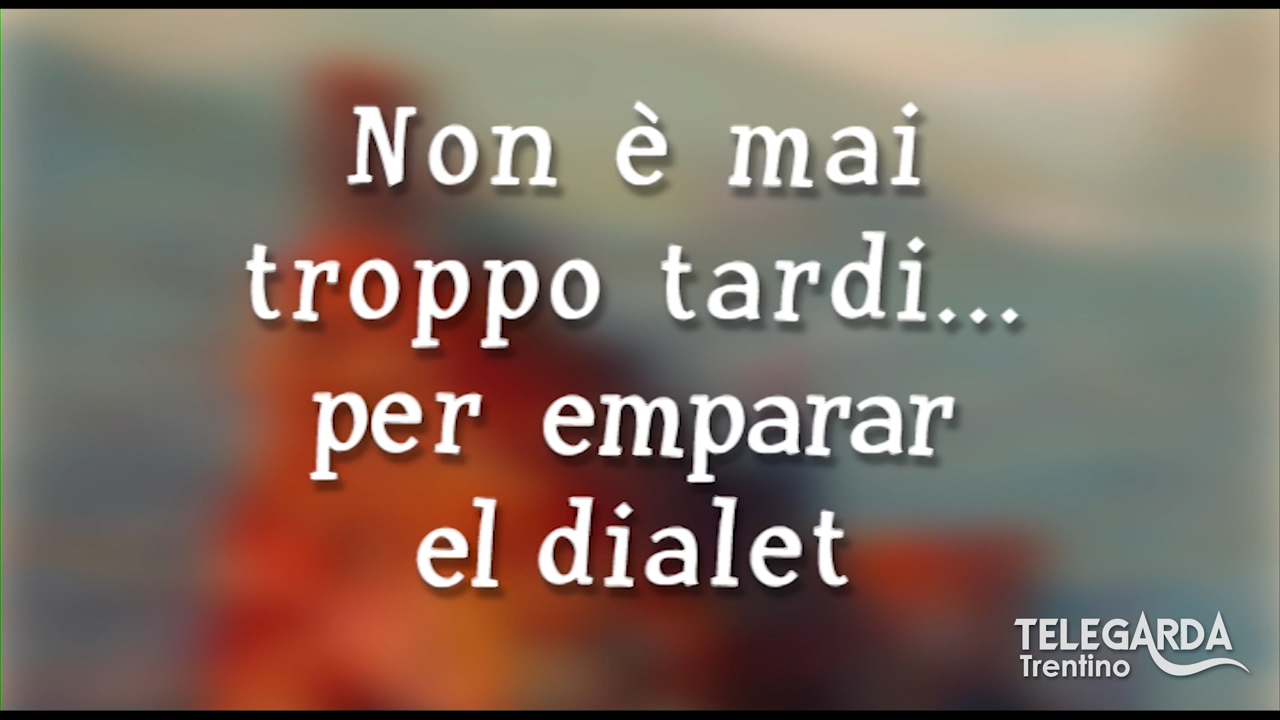 Non è mai
troppo tardi...
per emparar
el dialet
TELEGARDA
Trentino